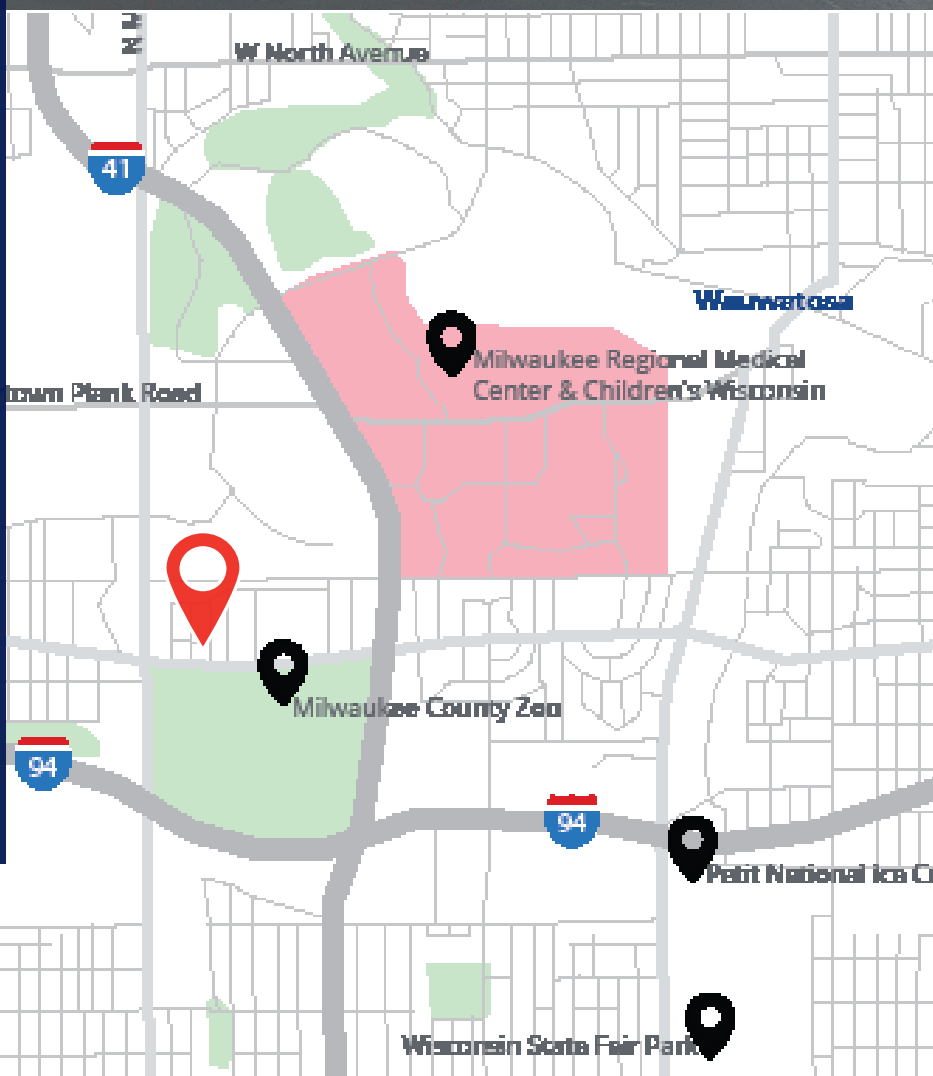 W North Avenue
41
Wauwatosa
Milwaukee Regional Medical
Center & Children's Wisconsin
town Plank Road
Milwaukee County Zoo
94
94
Petit National Ice C
Wisconsin State Fair Park